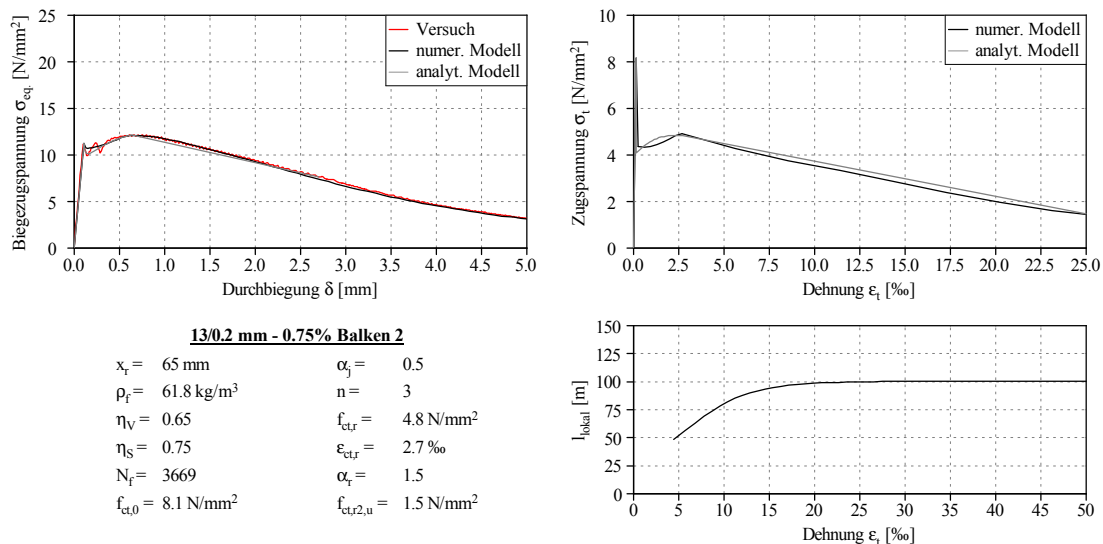 Biegezugspannung σeq. [N/mm²]
15
20
25
10
5
0
Versuch
numer. Modell
analyt. Modell
0.0 0.5 1.0 1.5 2.0 2.5 3.0 3.5 4.0 4.5 5.0
Durchbiegung δ [mm]
Zugspannung σt [N/mm²]
10
8
6
4
2
0
numer. Modell
analyt. Modell
0.0 2.5 5.0 7.5 10.0 12.5 15.0 17.5 20.0 22.5 25.0
Dehnung εt [‰]
13/0.2 mm - 0.75% Balken 2
xr = 65 mm αj = 0.5
ρf = 61.8 kg/m³ n = 3
ηV = 0.65 fct,r = 4.8 N/mm²
ηS = 0.75 εct,r = 2.7 ‰
Nf = 3669 αr = 1.5
fct,0 = 8.1 N/mm² fct,r2,u = 1.5 N/mm²
llokal [m]
150
125
100
75
50
25
0
0 5 10 15 20 25 30 35 40 45 50
Dehnung εt [‰]